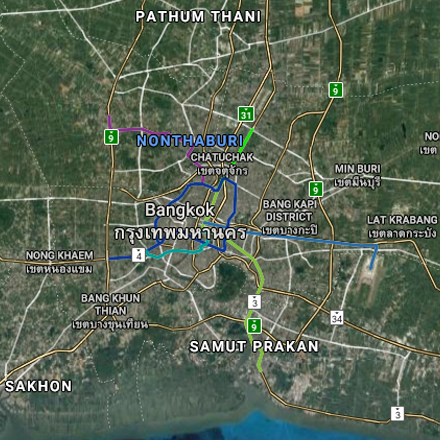 PATHUM THANI
9
31
9
NONTHABURI
CHATUCHAK
เขตจตุจักร
MIN BURI
เขตมีนบุรี
NO
เขต
9
Bangkok
กรุงเทพมหานคร
BANG KAPI
DISTRICT
เขตบางกะปิ
LAT KRABANG
เขตลาดกระบัง
NONG KHAEM
เขตหนองแขม
4
BANG KHUN
THIAN
เขตบางขุนเทียน
3
9
34
SAMUT PRAKAN
SAKHON
3